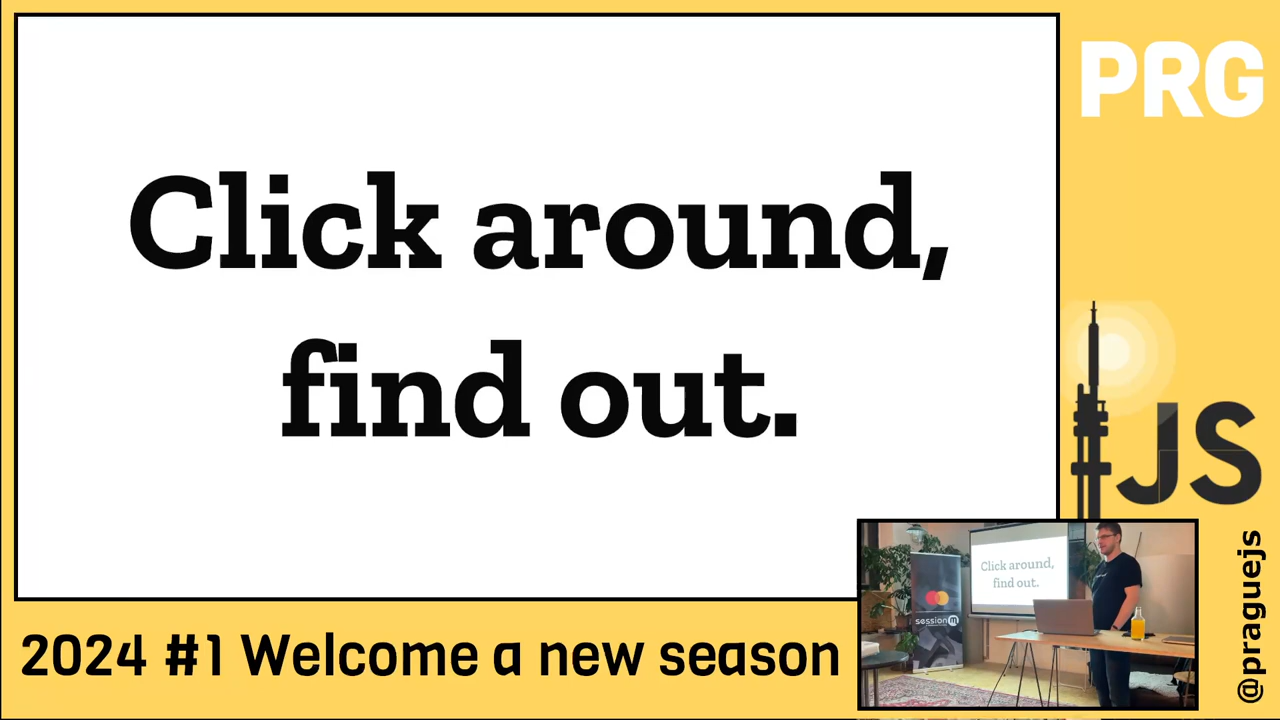 Click around,
find out.
PRG
JS
Click around,
find out.
session m
2024 #1 Welcome a new season
@praguejs